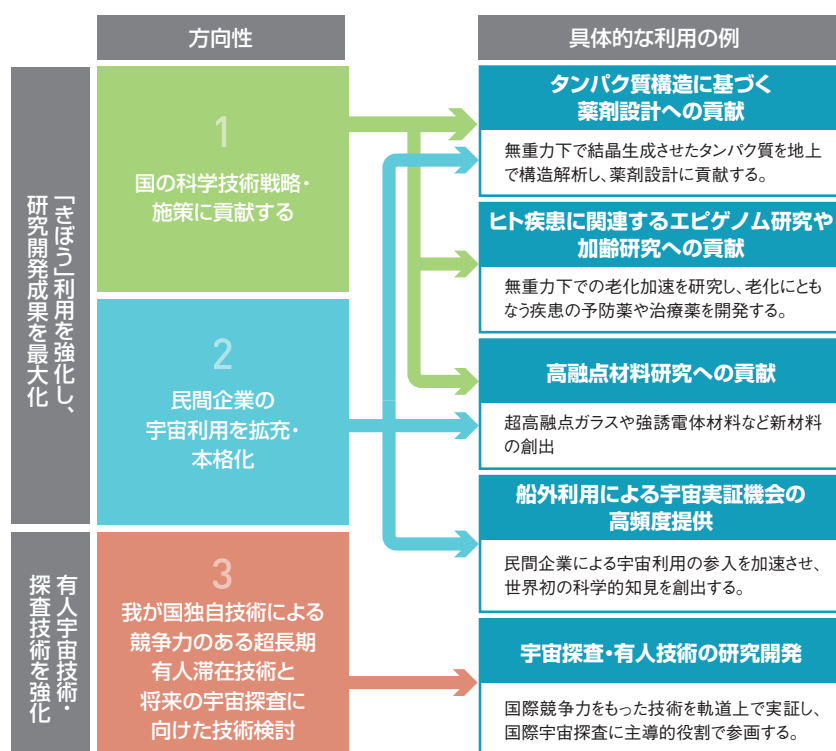 方向性
具体的な利用の例
「きぼう」利用を強化し、
研究開発成果を最大化
1
国の科学技術戦略・
施策に貢献する
2
民間企業の
宇宙利用を拡充・
本格化
有人宇宙技術・
探査技術を強化
3
我が国独自技術による
競争力のある超長期
有人滞在技術と
将来の宇宙探査に
向けた技術検討
タンパク質構造に基づく
薬剤設計への貢献
無重力下で結晶生成させたタンパク質を地上
で構造解析し、薬剤設計に貢献する。
ヒト疾患に関連するエピゲノム研究や
加齢研究への貢献
無重力下での老化加速を研究し、老化にとも
なう疾患の予防薬や治療薬を開発する。
高融点材料研究への貢献
超高融点ガラスや強誘電体材料など新材料
の創出
船外利用による宇宙実証機会の
高頻度提供
民間企業による宇宙利用の参入を加速させ、
世界初の科学的知見を創出する。
宇宙探査・有人技術の研究開発
国際競争力をもった技術を軌道上で実証し、
国際宇宙探査に主導的役割で参画する。